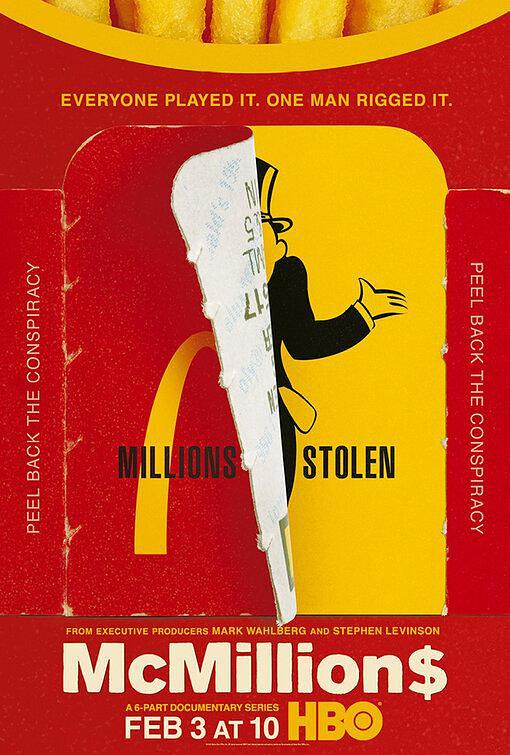 EVERYONE PLAYED IT. ONE MAN RIGGED IT.
PEEL BACK THE CONSPIRACY
MILLIONS STOLEN
PEEL BACK THE CONSPIRACY
FROM EXECUTIVE PRODUCERS MARK WAHLBERG AND STEPHEN LEVINSON
McMillion$
A 6-PART DOCUMENTARY SERIES
FEB 3 AT 10 HBO